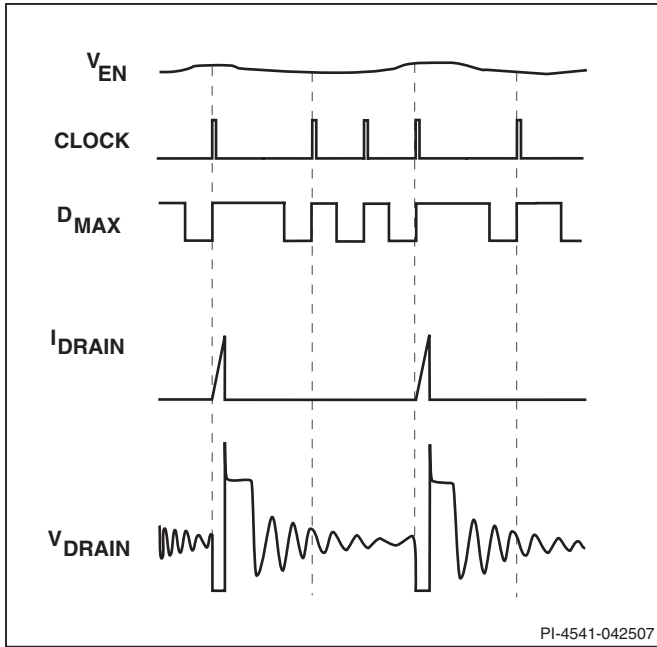 VEN
CLOCK
DMAX
IDRAIN
VDRAIN
PI-4541-042507